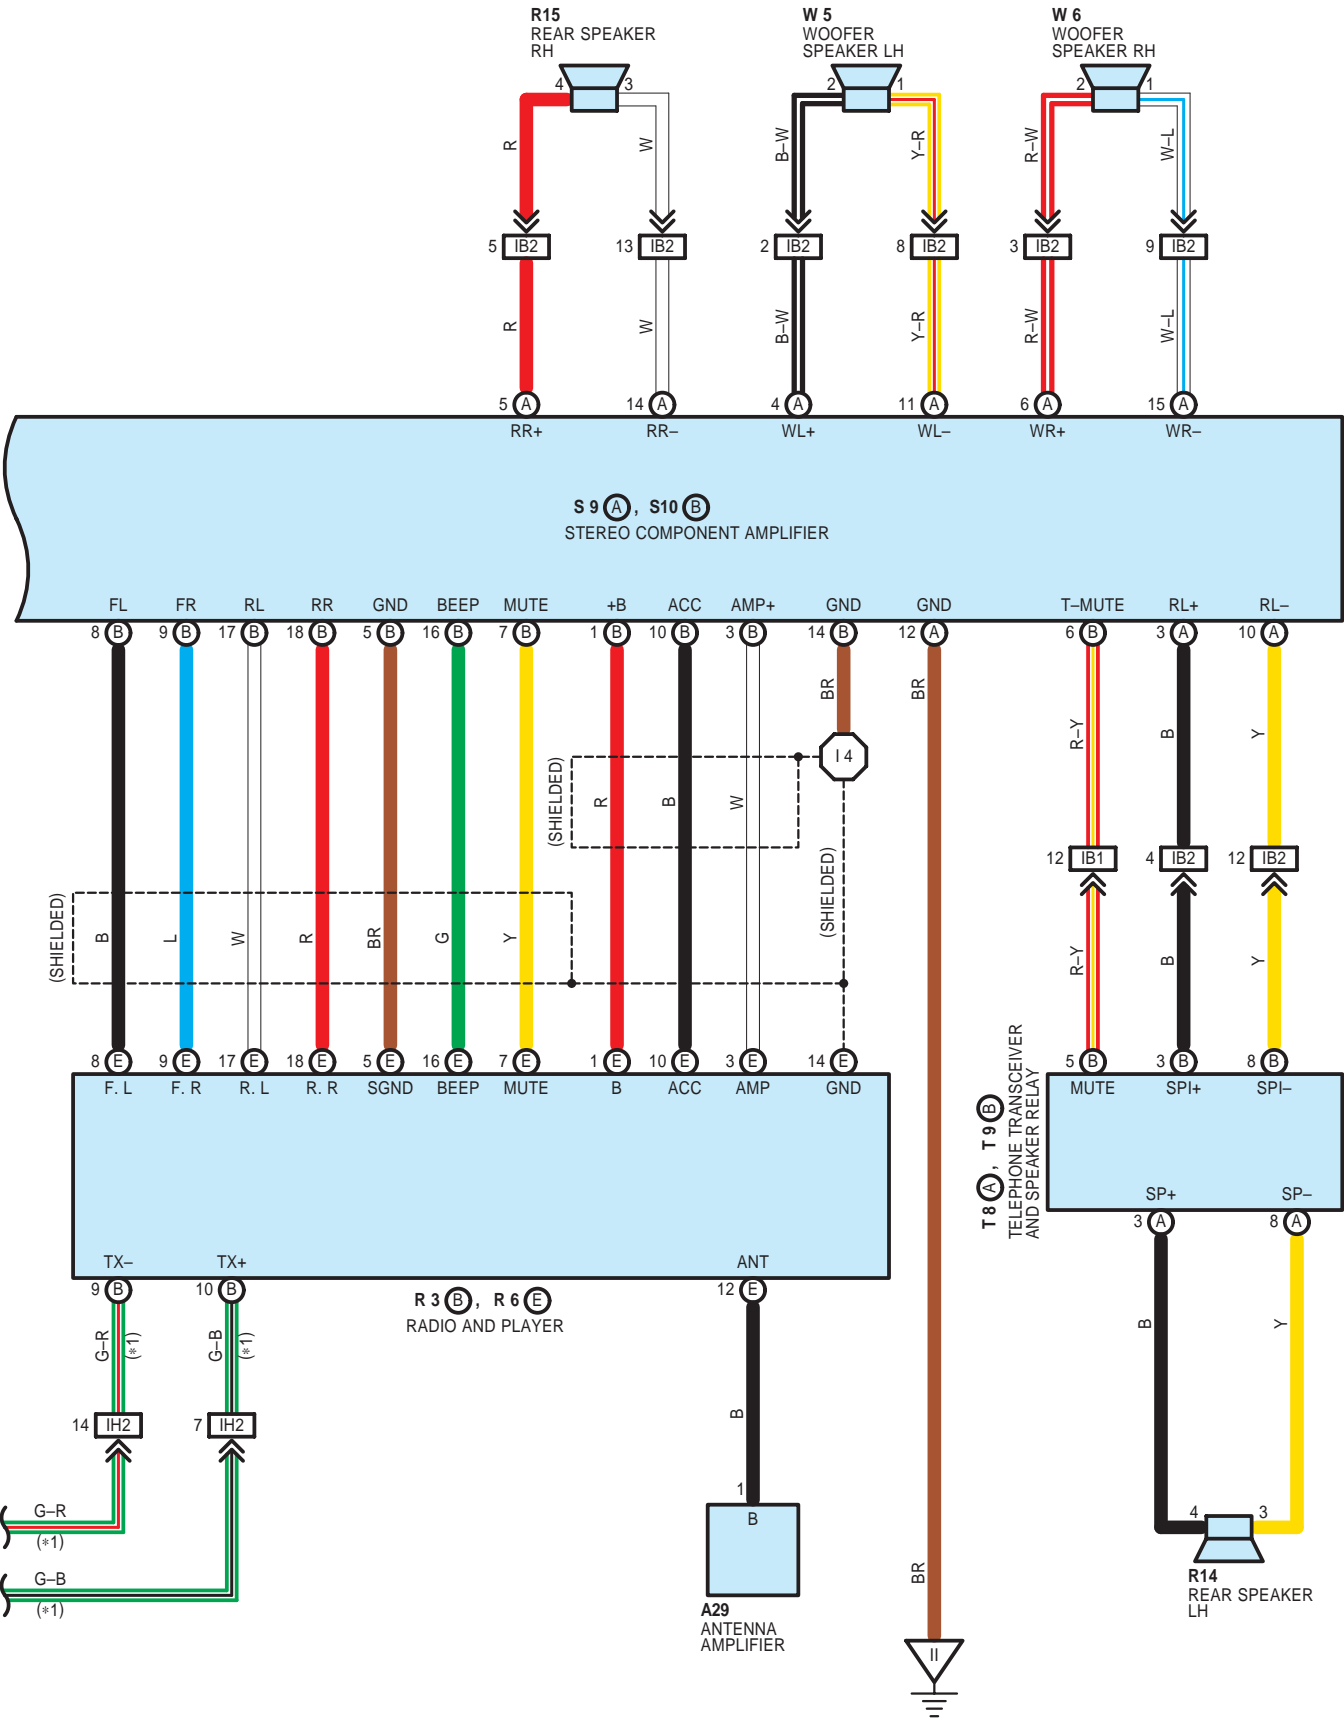 R15
REAR SPEAKER
RH
W 5
WOOFER
SPEAKER LH
W 6
WOOFER
SPEAKER RH
4 3 2 1 2 1
R W B–W Y–R R–W W–L
5 IB2 13 IB2 2 IB2 8 IB2 3 IB2 9 IB2
R W B–W Y–R R–W W–L
5 A 14 A 4 A 11 A 6 A 15 A
RR+ RR– WL+ WL– WR+ WR–
S 9 A , S10 B
STEREO COMPONENT AMPLIFIER
FL FR RL RR GND BEEP MUTE +B ACC AMP+ GND GND T–MUTE RL+ RL–
8 B 9 B 17 B 18 B 5 B 16 B 7 B 1 B 10 B 3 B 14 B 12 A 6 B 3 A 10 A
BR BR
R–Y B Y
I 4
(SHIELDED) R B W
12 IB1 4 IB2 12 IB2
(SHIELDED)
(SHIELDED) B L W R BR G Y
R–Y B Y
8 E 9 E 17 E 18 E 5 E 16 E 7 E 1 E 10 E 3 E 14 E 5 B 3 B 8 B
F. L F. R R. L R. R SGND BEEP MUTE B ACC AMP GND MUTE SPI+ SPI–
T 8 A , T 9 B
TELEPHONE TRANSCEIVER
AND SPEAKER RELAY
SP+ SP–
3 A 8 A
TX– TX+ ANT
9 B 10 B 12 E
R 3 B , R 6 E
RADIO AND PLAYER
G–R (∗1) G–B (∗1)
B Y
14 IH2 7 IH2
B
1
B
G–R
(∗1)
G–B
(∗1)
4 3
R14
REAR SPEAKER
LH
BR
A29
ANTENNA
AMPLIFIER
II